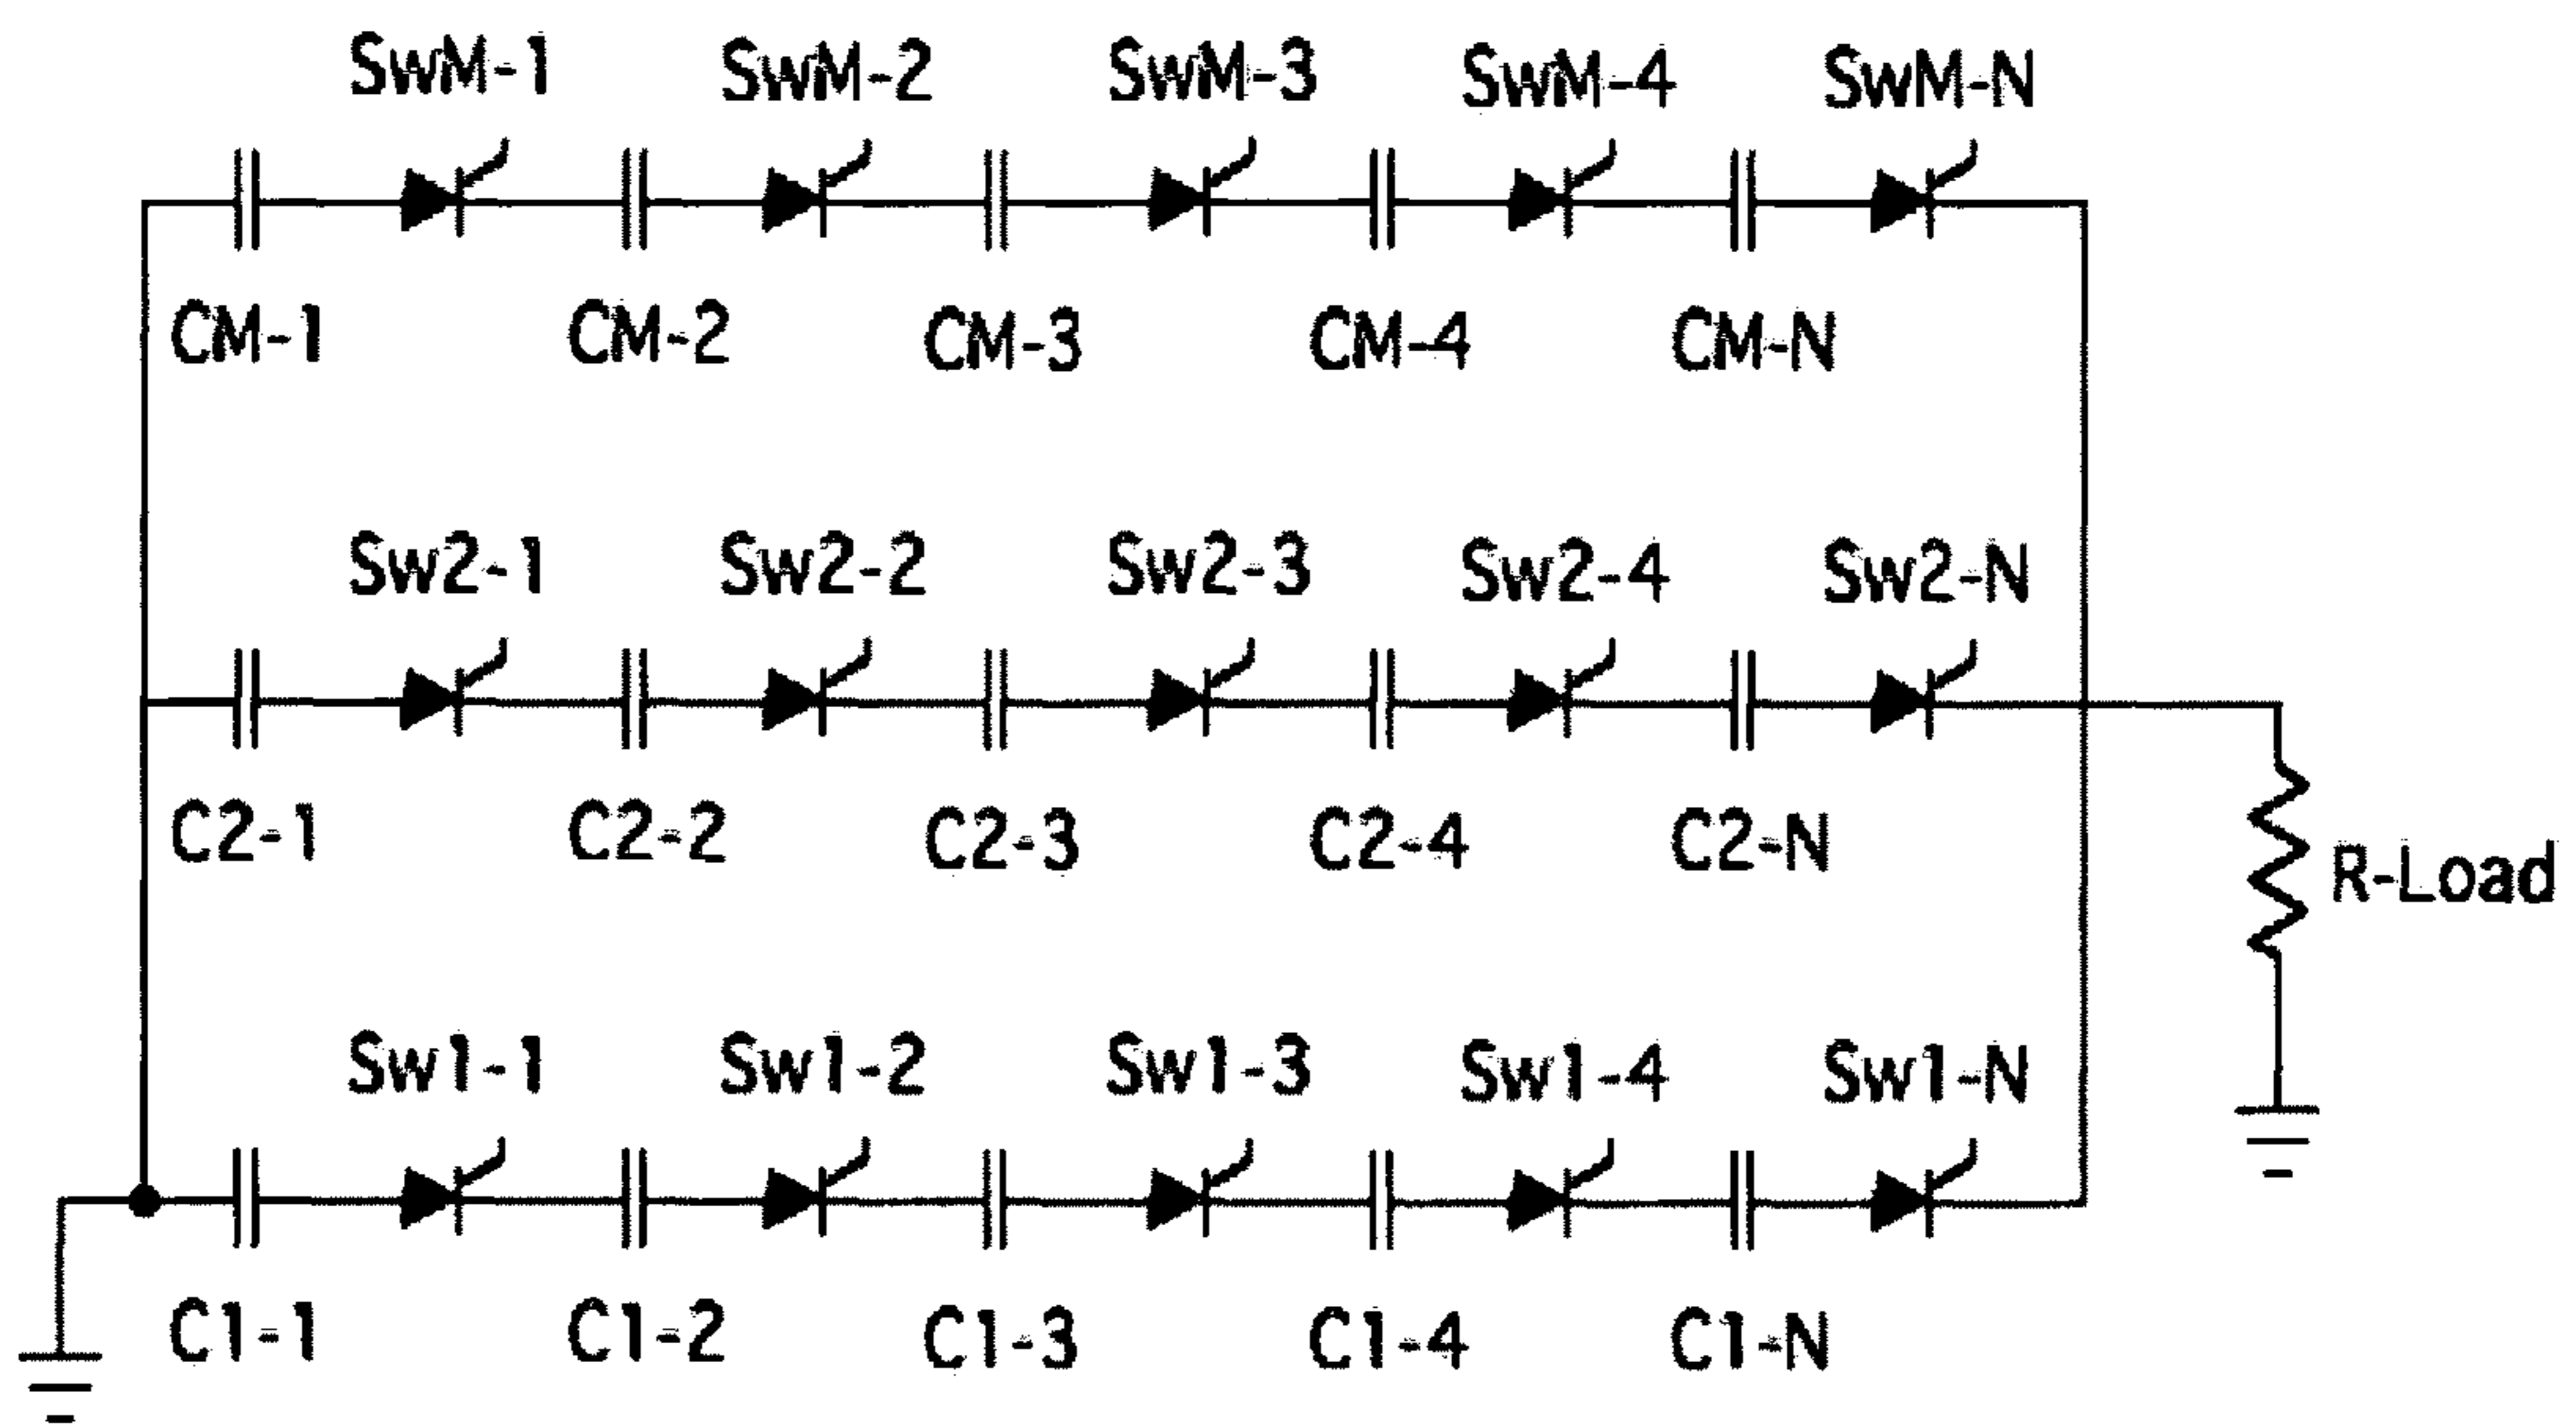 SwM-1 SwM-2 SwM-3 SwM-4 SwM-N
CM-1 CM-2 CM-3 CM-4 CM-N
Sw2-1 Sw2-2 Sw2-3 Sw2-4 Sw2-N
C2-1 C2-2 C2-3 C2-4 C2-N
R-Load
Sw1-1 Sw1-2 Sw1-3 Sw1-4 Sw1-N
C1-1 C1-2 C1-3 C1-4 C1-N